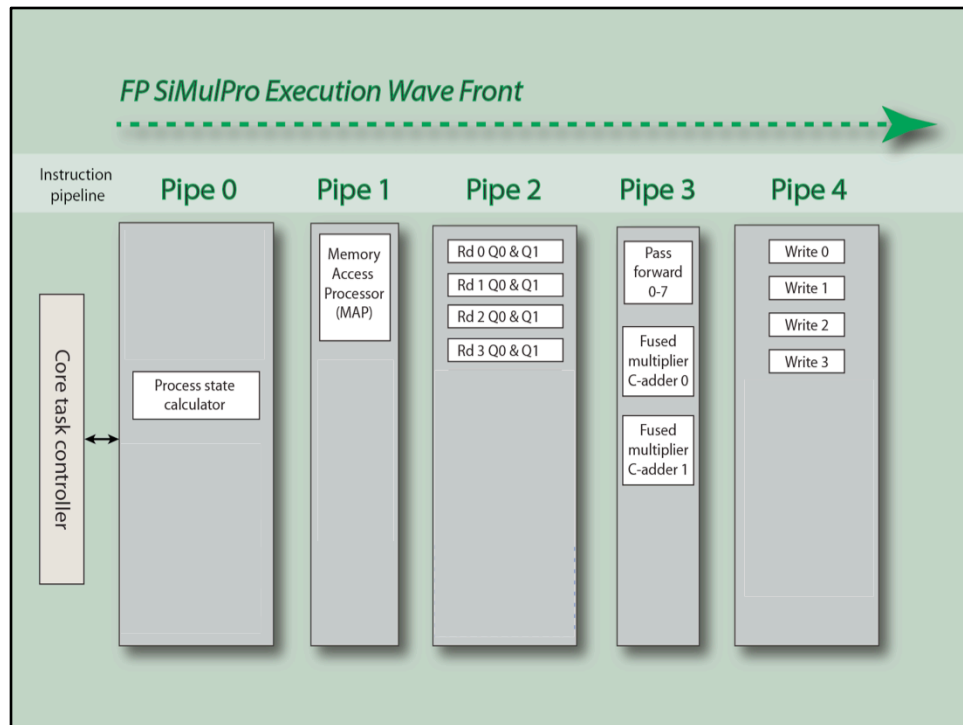 FP SiMulPro Execution Wave Front
Instruction
pipeline
Pipe 0
Pipe 1
Pipe 2
Pipe 3
Pipe 4
Core task controller
Process state
calculator
Memory
Access
Processor
(MAP)
Rd 0 Q0 & Q1
Rd 1 Q0 & Q1
Rd 2 Q0 & Q1
Rd 3 Q0 & Q1
Pass
forward
0-7
Fused
multiplier
C-adder 0
Fused
multiplier
C-adder 1
Write 0
Write 1
Write 2
Write 3